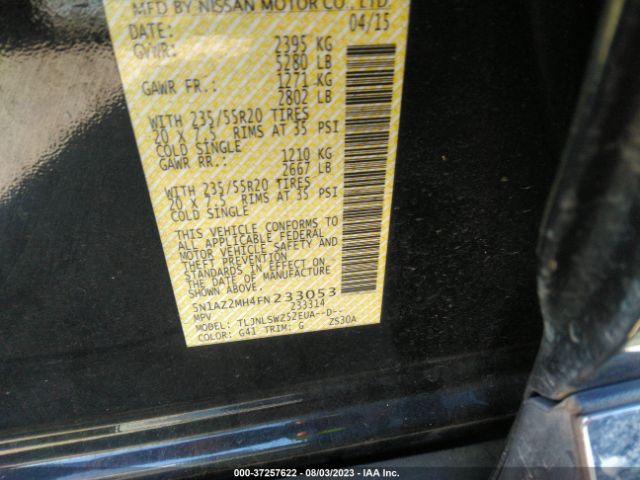 MFD BY NISSAN MOTOR CO., LTD.
DATE: 04/15
GVWR: 2395 KG
5280 LB
GAWR FR.: 1271 KG
2802 LB
WITH 235/55R20 TIRES
20 X 7.5 RIMS AT 35 PSI
COLD SINGLE
GAWR RR.: 1210 KG
2667 LB
WITH 235/55R20 TIRES
20 X 7.5 RIMS AT 35 PSI
COLD SINGLE
THIS VEHICLE CONFORMS TO
ALL APPLICABLE FEDERAL
MOTOR VEHICLE SAFETY AND
THEFT PREVENTION
STANDARDS IN EFFECT ON
THE DATE OF MANUFACTURE
SHOWN ABOVE.
5N1AZ2MH4FN233053
MPV 233314
MODEL: TLJNLSWZ52EUA--D--
COLOR: G41 TRIM: G ZS30A
000-37257622 - 08/03/2023 - IAA Inc.